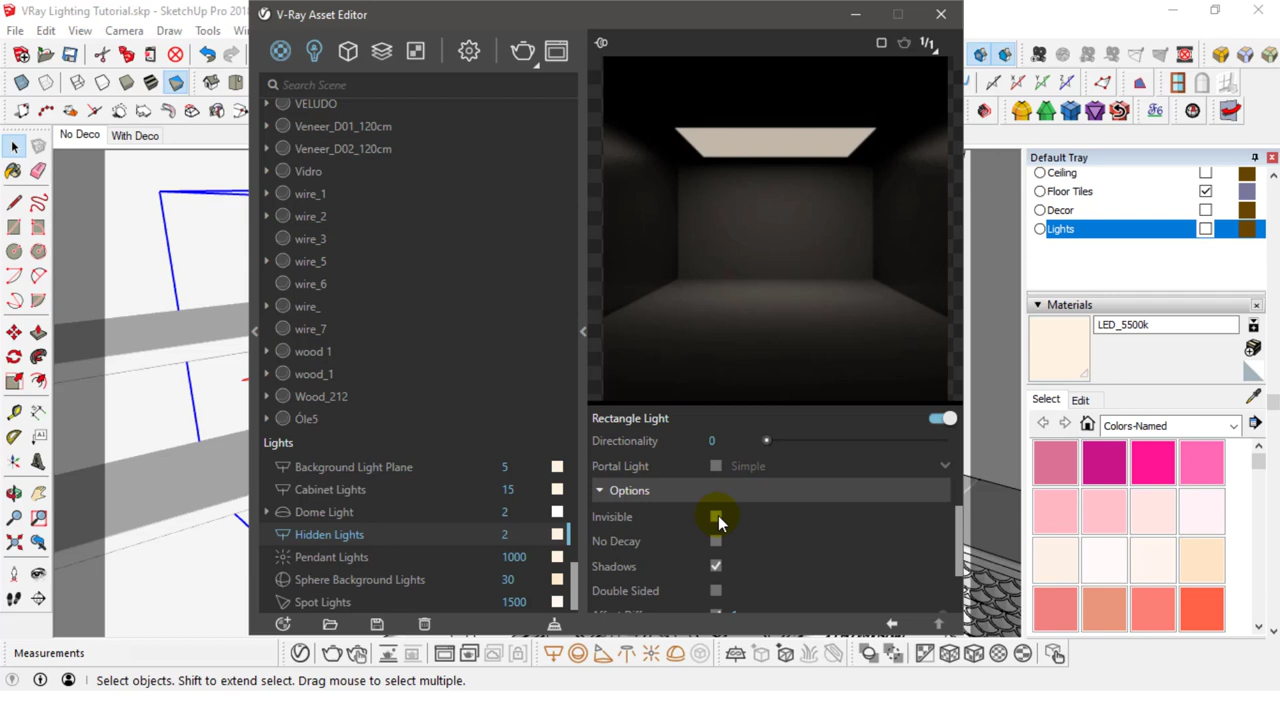 VRay Lighting Tutorial.skp - SketchUp Pro 201
V-Ray Asset Editor
File Edit View Camera Draw Tools
No Deco With Deco
Search Scene
VELUDO
Veneer_D01_120cm
Veneer_D02_120cm
Vidro
wire_1
wire_2
wire_3
wire_5
wire_6
wire_
wire_7
wood 1
wood_1
Wood_212
Óle5
Lights
Background Light Plane 5
Cabinet Lights 15
Dome Light 2
Hidden Lights 2
Pendant Lights 1000
Sphere Background Lights 30
Spot Lights 1500
1/1
Rectangle Light
Directionality 0
Portal Light Simple
Options
Invisible
No Decay
Shadows
Double Sided
Default Tray
Ceiling
Floor Tiles
Decor
Lights
Materials
LED_5500k
Select Edit
Colors-Named
Measurements
Select objects. Shift to extend select. Drag mouse to select multiple.